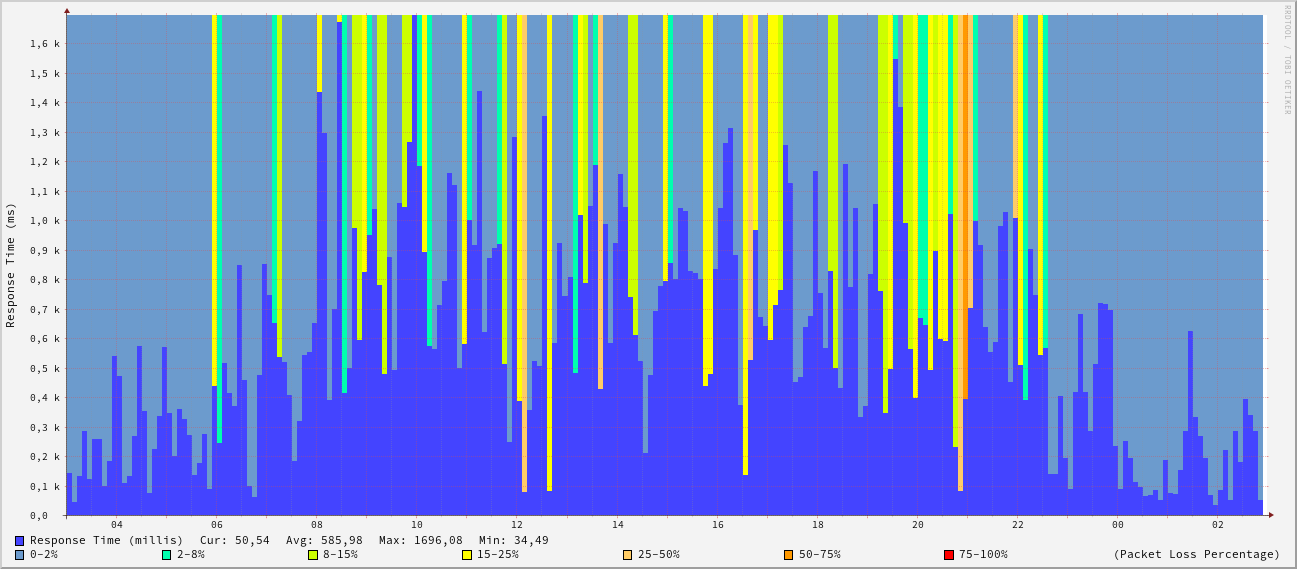 RRDTOOL / TOBI OETIKER
Response Time (ms)
1,6 k
1,5 k
1,4 k
1,3 k
1,2 k
1,1 k
1,0 k
0,9 k
0,8 k
0,7 k
0,6 k
0,5 k
0,4 k
0,3 k
0,2 k
0,1 k
0,0
04 06 08 10 12 14 16 18 20 22 00 02
Response Time (millis) Cur: 50,54 Avg: 585,98 Max: 1696,08 Min: 34,49
0-2% 2-8% 8-15% 15-25% 25-50% 50-75% 75-100% (Packet Loss Percentage)